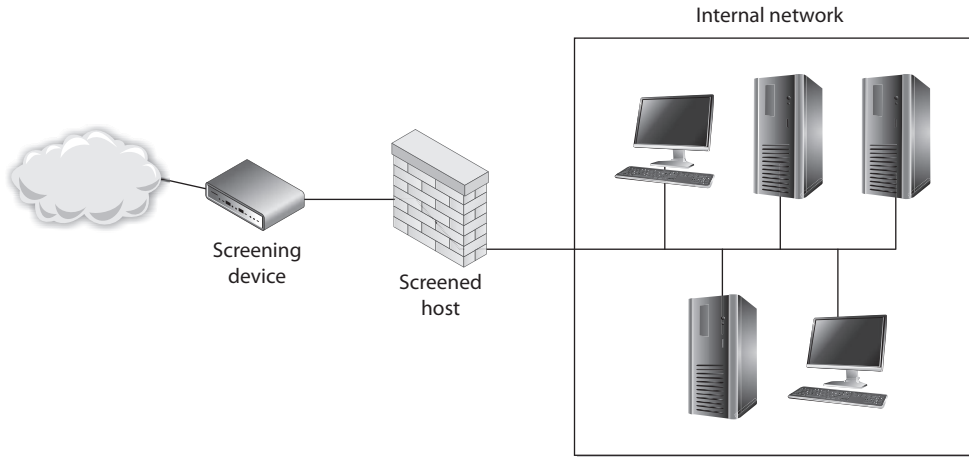 Internal network
Screening
device
Screened
host